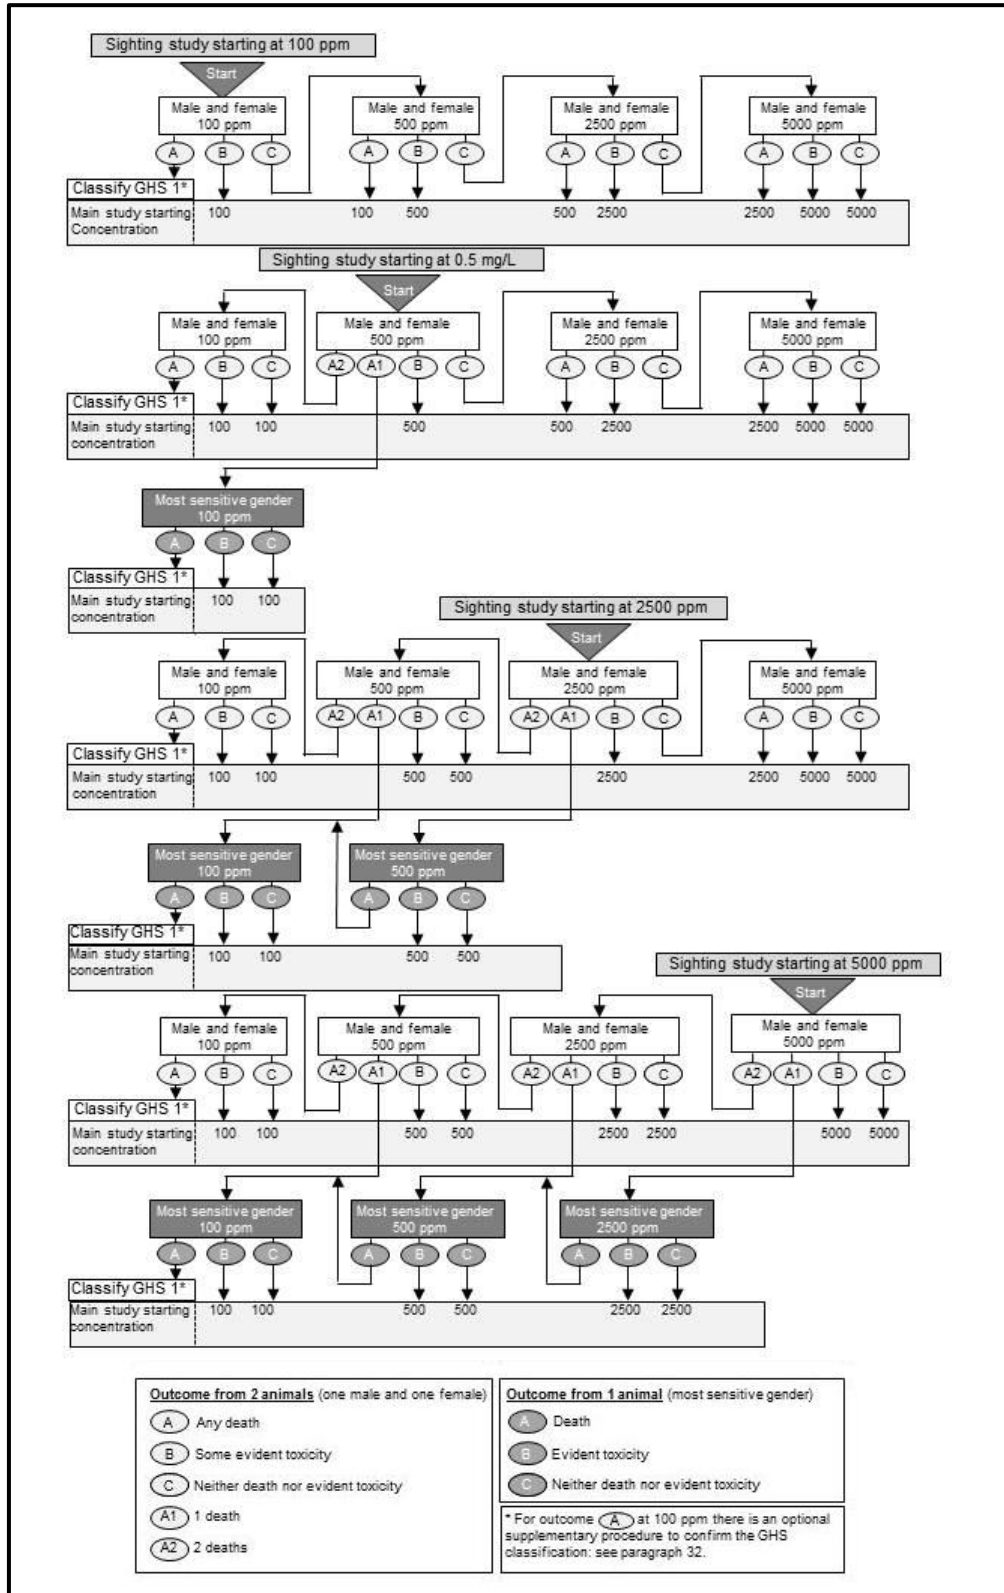 Sighting study starting at 100 ppm
Start
Male and female
100 ppm
Male and female
500 ppm
Male and female
2500 ppm
Male and female
5000 ppm
A B C A B C A B C A B C
Classify GHS 1*
Main study starting
Concentration
100 100 500 500 2500 2500 5000 5000
Sighting study starting at 0.5 mg/L
Start
Male and female
100 ppm
Male and female
500 ppm
Male and female
2500 ppm
Male and female
5000 ppm
A B C A2 A1 B C A B C A B C
Classify GHS 1*
Main study starting
concentration
100 100 500 500 2500 2500 5000 5000
Most sensitive gender
100 ppm
A B C
Classify GHS 1*
Main study starting
concentration
100 100
Sighting study starting at 2500 ppm
Start
Male and female
100 ppm
Male and female
500 ppm
Male and female
2500 ppm
Male and female
5000 ppm
A B C A2 A1 B C A2 A1 B C A B C
Classify GHS 1*
Main study starting
concentration
100 100 500 500 2500 2500 5000 5000
Most sensitive gender
100 ppm
Most sensitive gender
500 ppm
A B C A B C
Classify GHS 1*
Main study starting
concentration
100 100 500 500
Sighting study starting at 5000 ppm
Start
Male and female
100 ppm
Male and female
500 ppm
Male and female
2500 ppm
Male and female
5000 ppm
A B C A2 A1 B C A2 A1 B C A2 A1 B C
Classify GHS 1*
Main study starting
concentration
100 100 500 500 2500 2500 5000 5000
Most sensitive gender
100 ppm
Most sensitive gender
500 ppm
Most sensitive gender
2500 ppm
A B C A B C A B C
Classify GHS 1*
Main study starting
concentration
100 100 500 500 2500 2500
Outcome from 2 animals (one male and one female)
A Any death
B Some evident toxicity
C Neither death nor evident toxicity
A1 1 death
A2 2 deaths
Outcome from 1 animal (most sensitive gender)
A Death
B Evident toxicity
C Neither death nor evident toxicity
* For outcome A at 100 ppm there is an optional
supplementary procedure to confirm the GHS
classification: see paragraph 32.